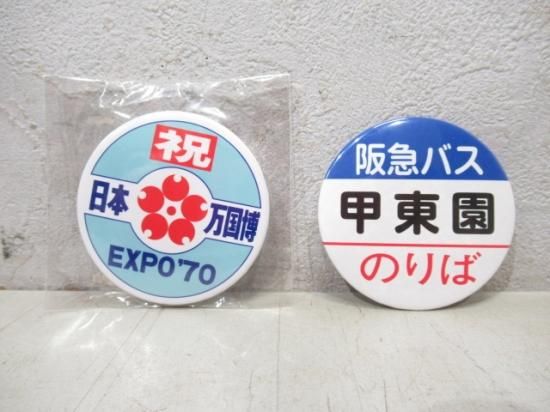 祝
日本 万国博
EXPO'70
阪急バス
甲東園
のりば